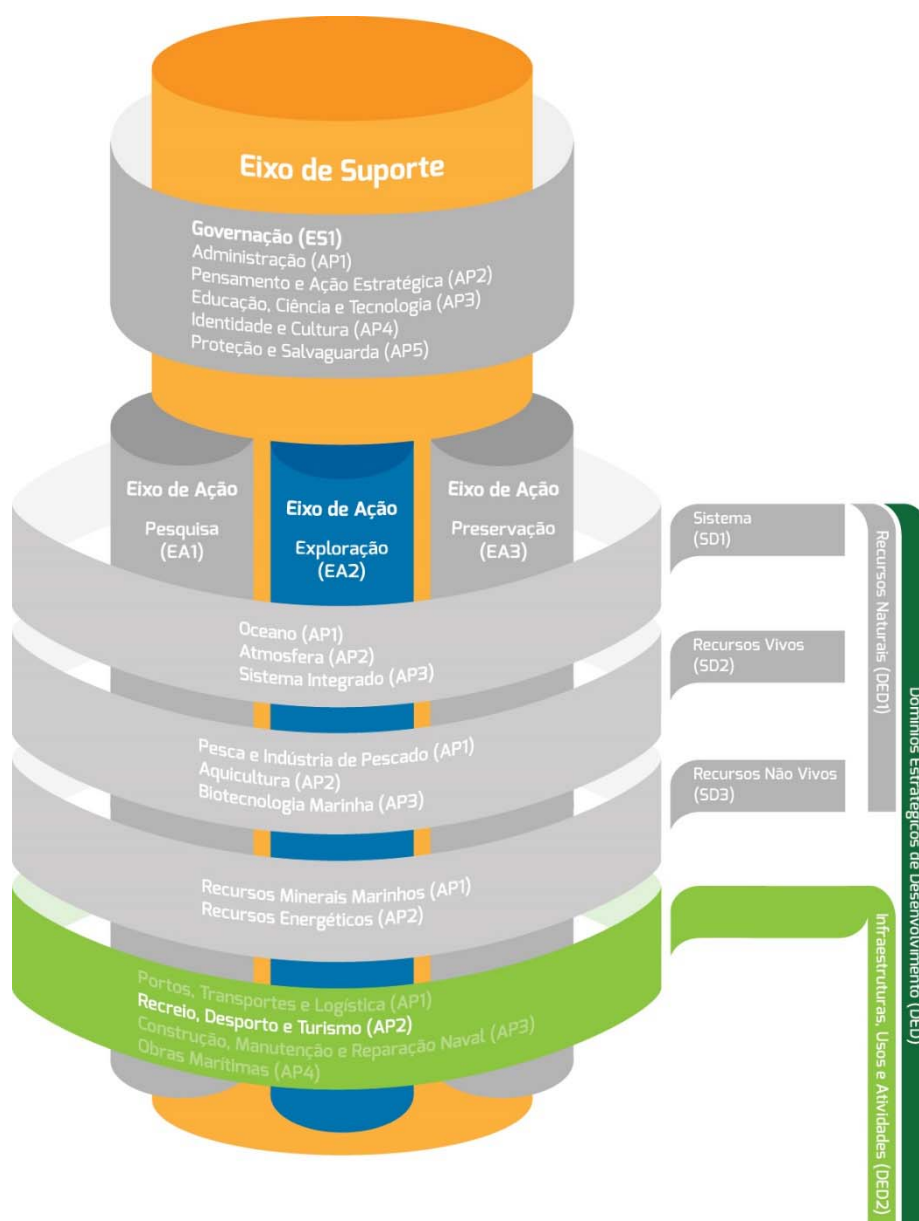 Eixo de Suporte
Governação (ES1)
Administração (AP1)
Pensamento e Ação Estratégica (AP2)
Educação, Ciência e Tecnologia (AP3)
Identidade e Cultura (AP4)
Proteção e Salvaguarda (AP5)
Eixo de Ação
Pesquisa
(EA1)
Eixo de Ação
Exploração
(EA2)
Eixo de Ação
Preservação
(EA3)
Oceano (AP1)
Atmosfera (AP2)
Sistema Integrado (AP3)
Pesca e Indústria de Pescado (AP1)
Aquicultura (AP2)
Biotecnologia Marinha (AP3)
Recursos Minerais Marinhos (AP1)
Recursos Energéticos (AP2)
Portos, Transportes e Logística (AP1)
Recreio, Desporto e Turismo (AP2)
Construção, Manutenção e Reparação Naval (AP3)
Obras Marítimas (AP4)
Sistema
(SD1)
Recursos Vivos
(SD2)
Recursos Não Vivos
(SD3)
Recursos Naturais (DED1)
Infraestruturas, Usos e Atividades (DED2)
Domínios Estratégicos de Desenvolvimento (DED)